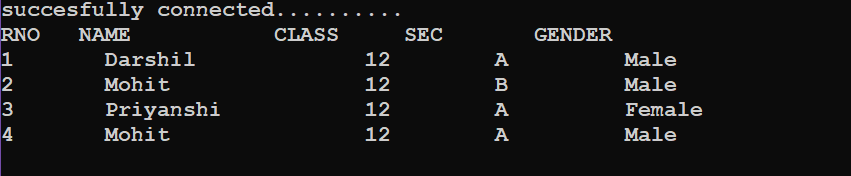 succesfully connected..........
RNO NAME CLASS SEC GENDER
1 Darshil 12 A Male
2 Mohit 12 B Male
3 Priyanshi 12 A Female
4 Mohit 12 A Male